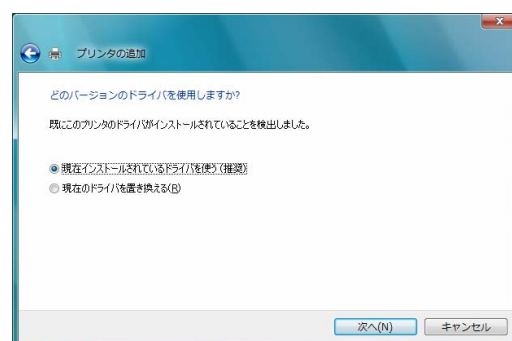 プリンタの追加
どのバージョンのドライバを使用しますか?
既にこのプリンタのドライバがインストールされていることを検出しました。
現在インストールされているドライバを使う (推奨)
現在のドライバを置き換える(R)
次へ(N)
キャンセル